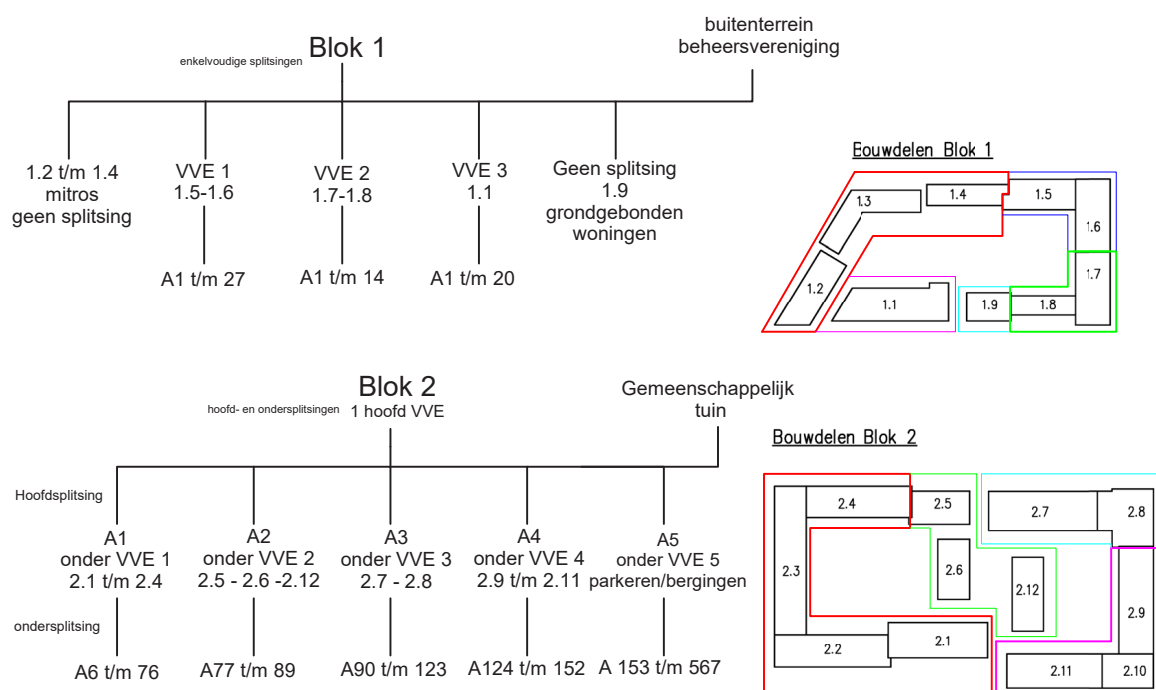 buitenterrein
beheersvereniging
Blok 1
enkelvoudige splitsingen
1.2 t/m 1.4
mitros
geen splitsing
VVE 1
1.5-1.6
VVE 2
1.7-1.8
VVE 3
1.1
Geen splitsing
1.9
grondgebonden
woningen
A1 t/m 27
A1 t/m 14
A1 t/m 20
Bouwdelen Blok 1
1.3
1.4
1.5
1.6
1.2
1.1
1.9
1.8
1.7
Blok 2
hoofd- en ondersplitsingen
1 hoofd VVE
Gemeenschappelijk
tuin
Hoofdsplitsing
A1
onder VVE 1
2.1 t/m 2.4
A2
onder VVE 2
2.5 - 2.6 -2.12
A3
onder VVE 3
2.7 - 2.8
A4
onder VVE 4
2.9 t/m 2.11
A5
onder VVE 5
parkeren/bergingen
ondersplitsing
A6 t/m 76
A77 t/m 89
A90 t/m 123
A124 t/m 152
A 153 t/m 567
Bouwdelen Blok 2
2.4
2.5
2.7
2.8
2.3
2.6
2.12
2.9
2.2
2.1
2.11
2.10